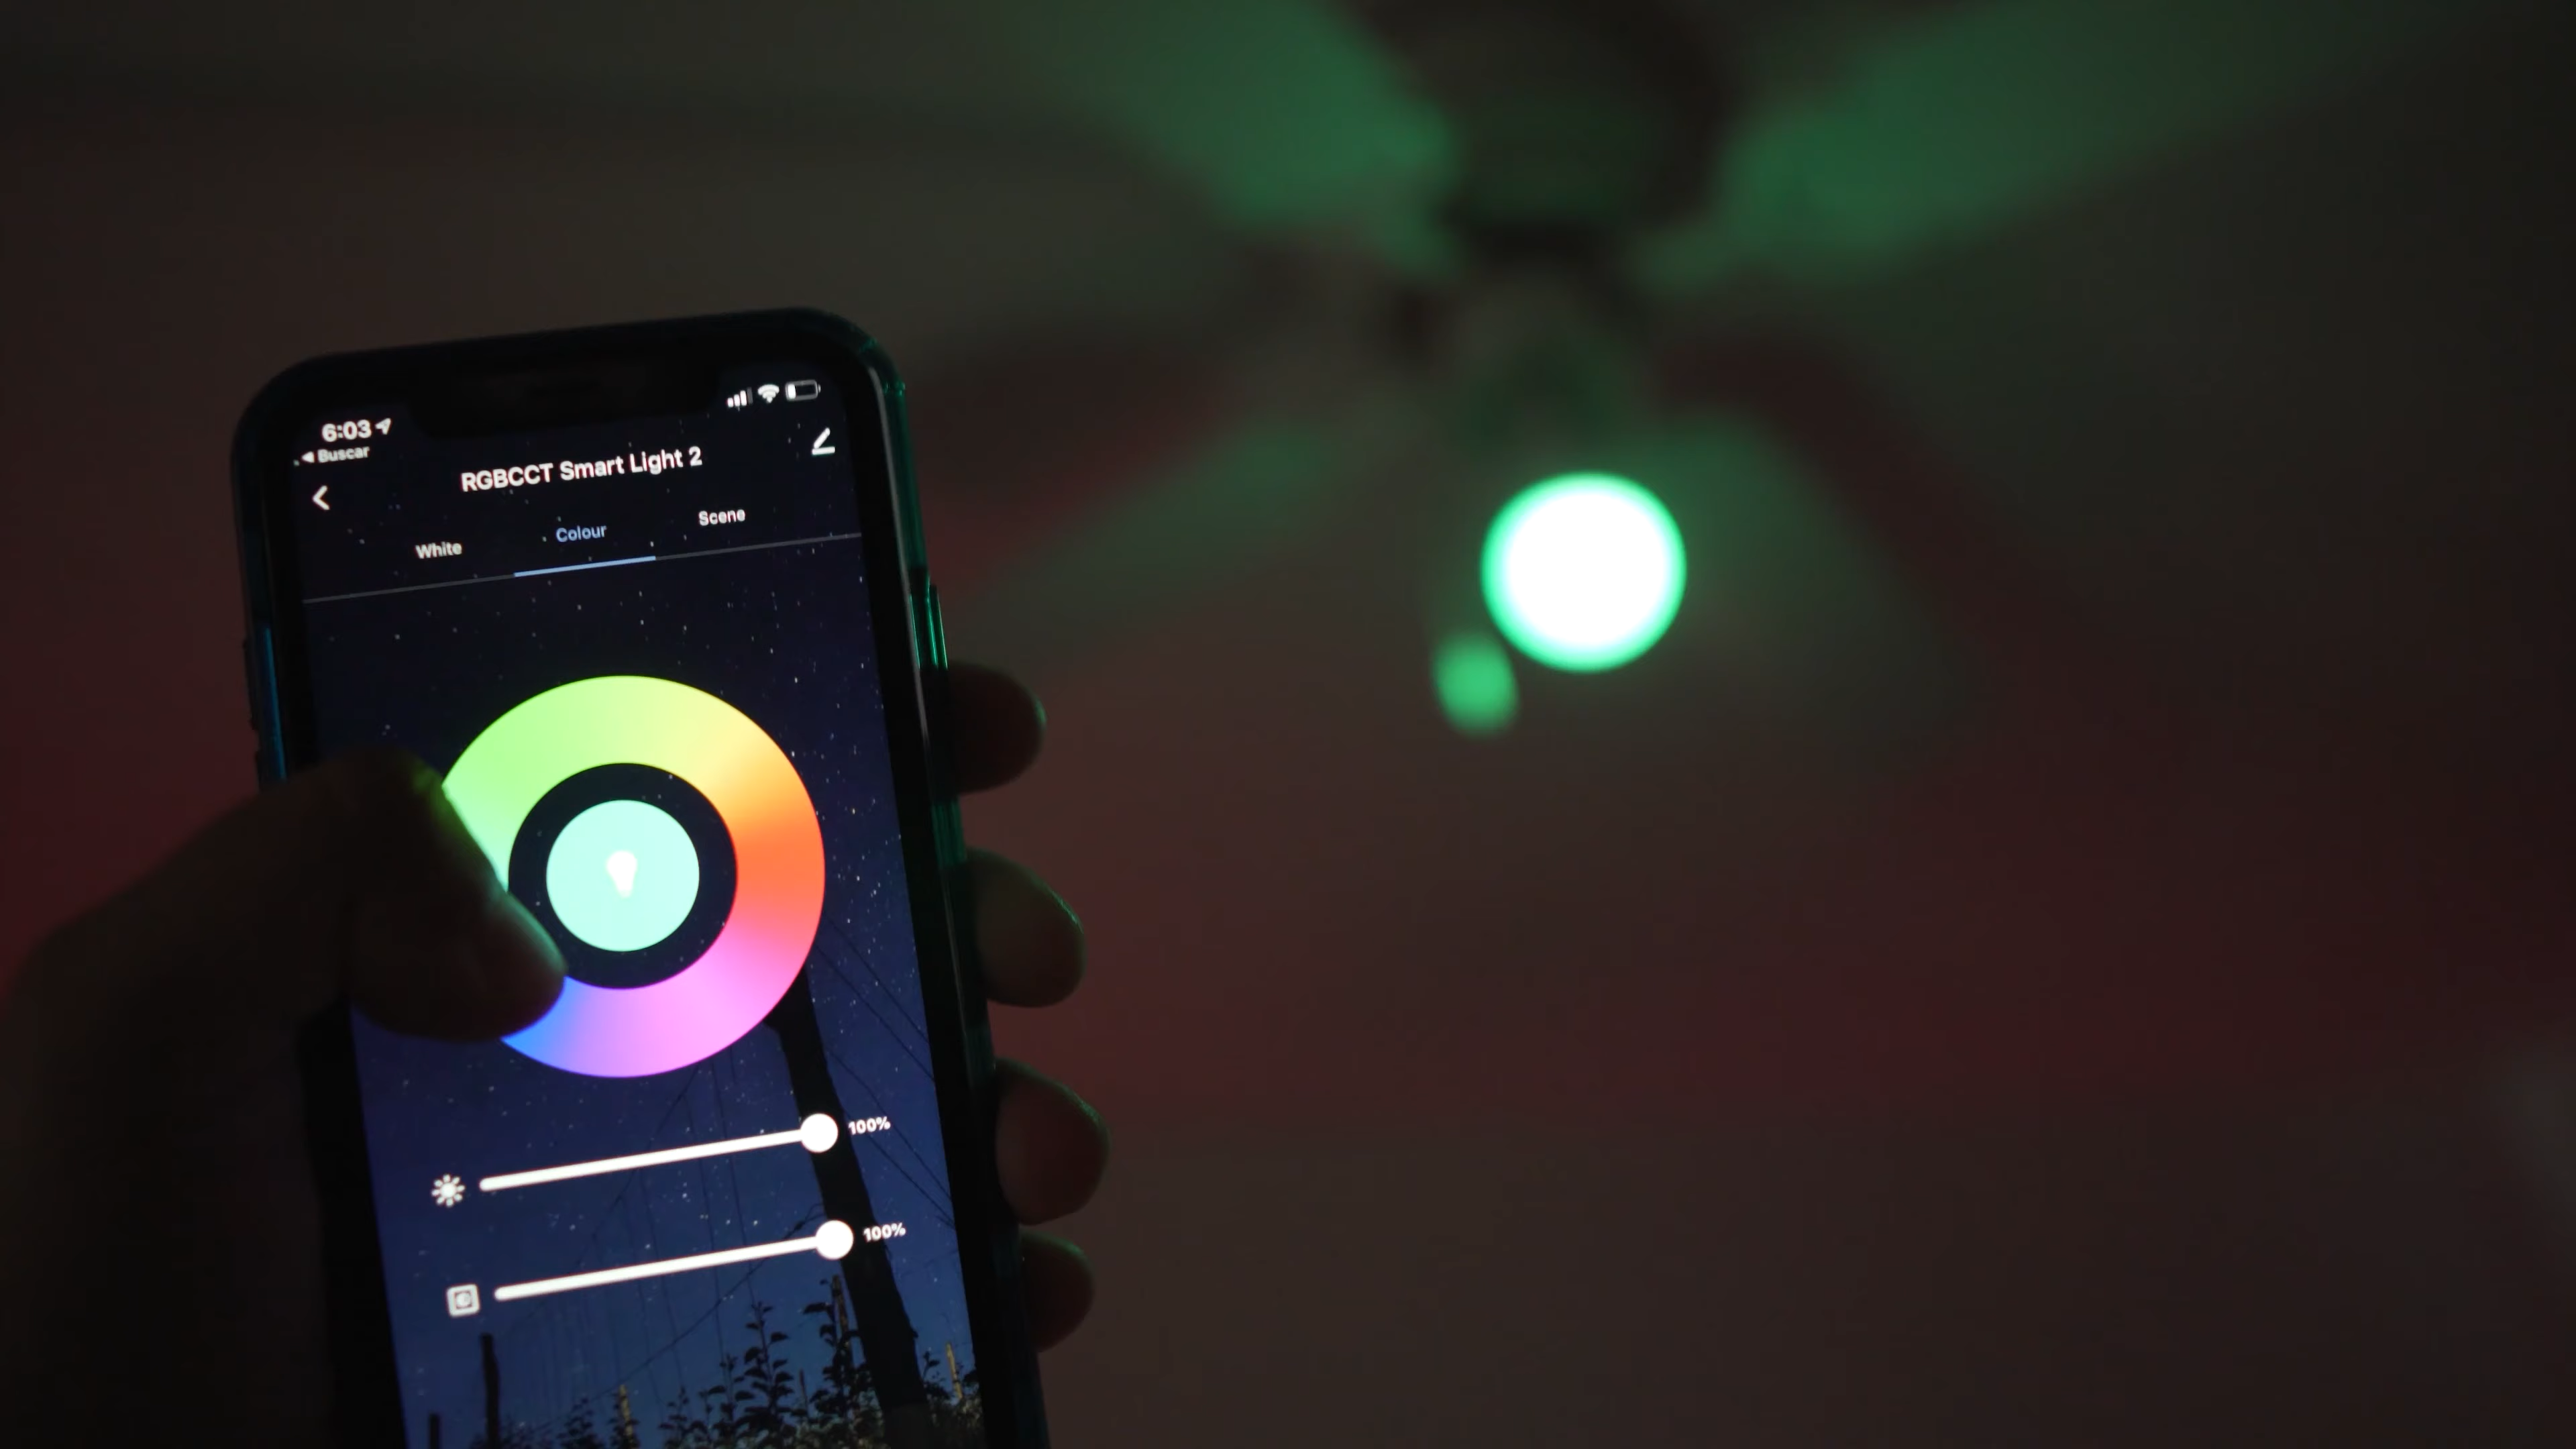 6:03
◀ Buscar
RGBCCT Smart Light 2
White Colour Scene
100%
100%